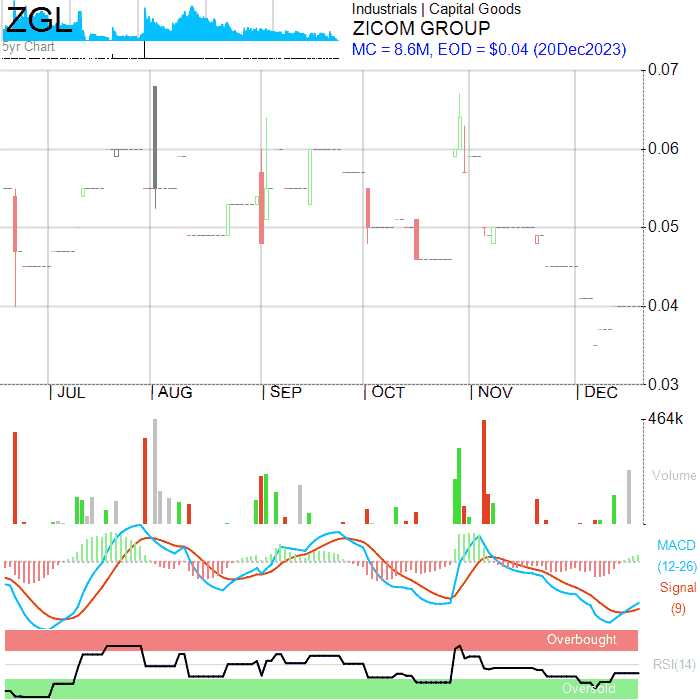 ZGL
5yr Chart
Industrials | Capital Goods
ZICOM GROUP
MC = 8.6M, EOD = $0.04 (20Dec2023)
0.07
0.06
0.05
0.04
0.03
JUL AUG SEP OCT NOV DEC
464k
Volume
MACD
(12-26)
Signal
(9)
Overbought
RSI(14)
Oversold